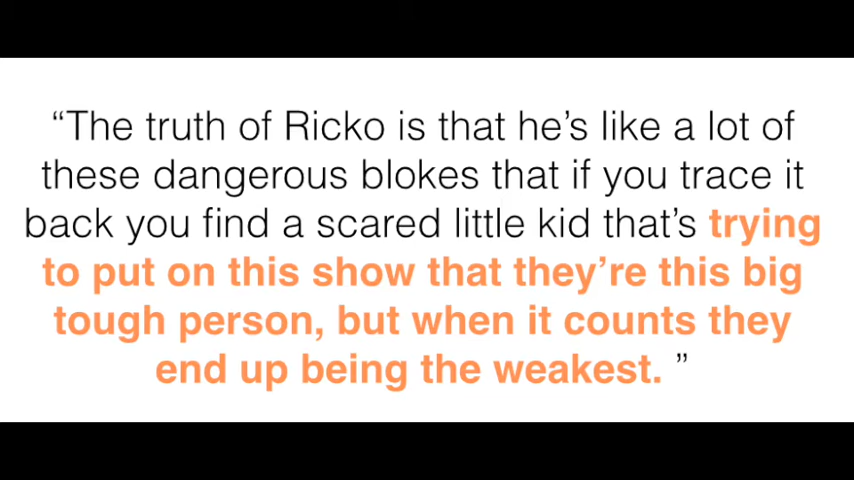 “The truth of Ricko is that he’s like a lot of
these dangerous blokes that if you trace it
back you find a scared little kid that’s trying
to put on this show that they’re this big
tough person, but when it counts they
end up being the weakest. ”